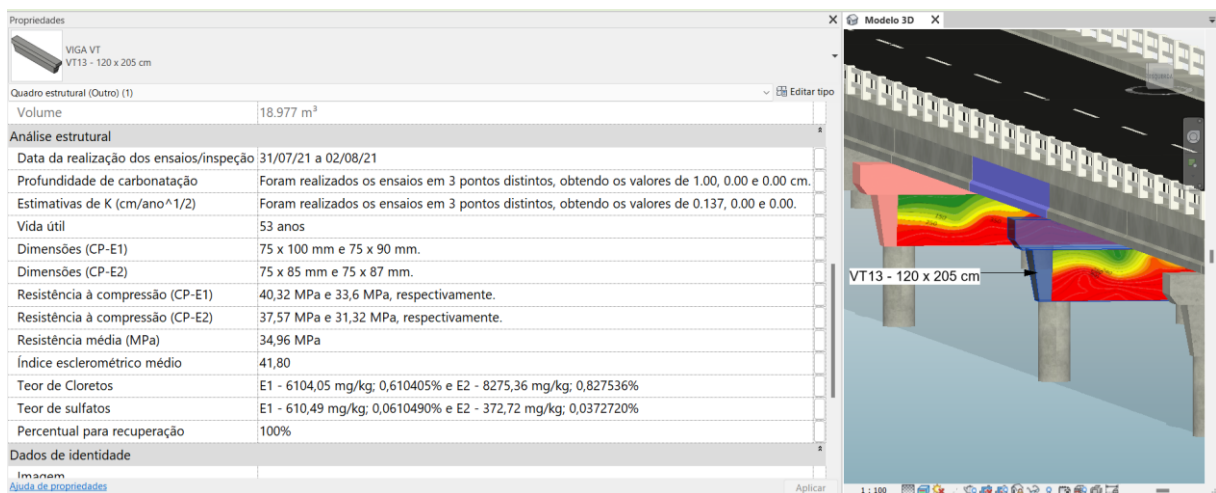 Propriedades
VIGA VT
VT13 - 120 x 205 cm
Quadro estrutural (Outro) (1)
Editar tipo
Volume 18.977 m³
Análise estrutural
Data da realização dos ensaios/inspeção 31/07/21 a 02/08/21
Profundidade de carbonatação Foram realizados os ensaios em 3 pontos distintos, obtendo os valores de 1.00, 0.00 e 0.00 cm.
Estimativas de K (cm/ano^1/2) Foram realizados os ensaios em 3 pontos distintos, obtendo os valores de 0.137, 0.00 e 0.00.
Vida útil 53 anos
Dimensões (CP-E1) 75 x 100 mm e 75 x 90 mm.
Dimensões (CP-E2) 75 x 85 mm e 75 x 87 mm.
Resistência à compressão (CP-E1) 40,32 MPa e 33,6 MPa, respectivamente.
Resistência à compressão (CP-E2) 37,57 MPa e 31,32 MPa, respectivamente.
Resistência média (MPa) 34,96 MPa
Índice esclerométrico médio 41,80
Teor de Cloretos E1 - 6104,05 mg/kg; 0,610405% e E2 - 8275,36 mg/kg; 0,827536%
Teor de sulfatos E1 - 610,49 mg/kg; 0,0610490% e E2 - 372,72 mg/kg; 0,0372720%
Percentual para recuperação 100%
Dados de identidade
Imagem
Ajuda de propriedades
Aplicar
Modelo 3D
VT13 - 120 x 205 cm
1 : 100